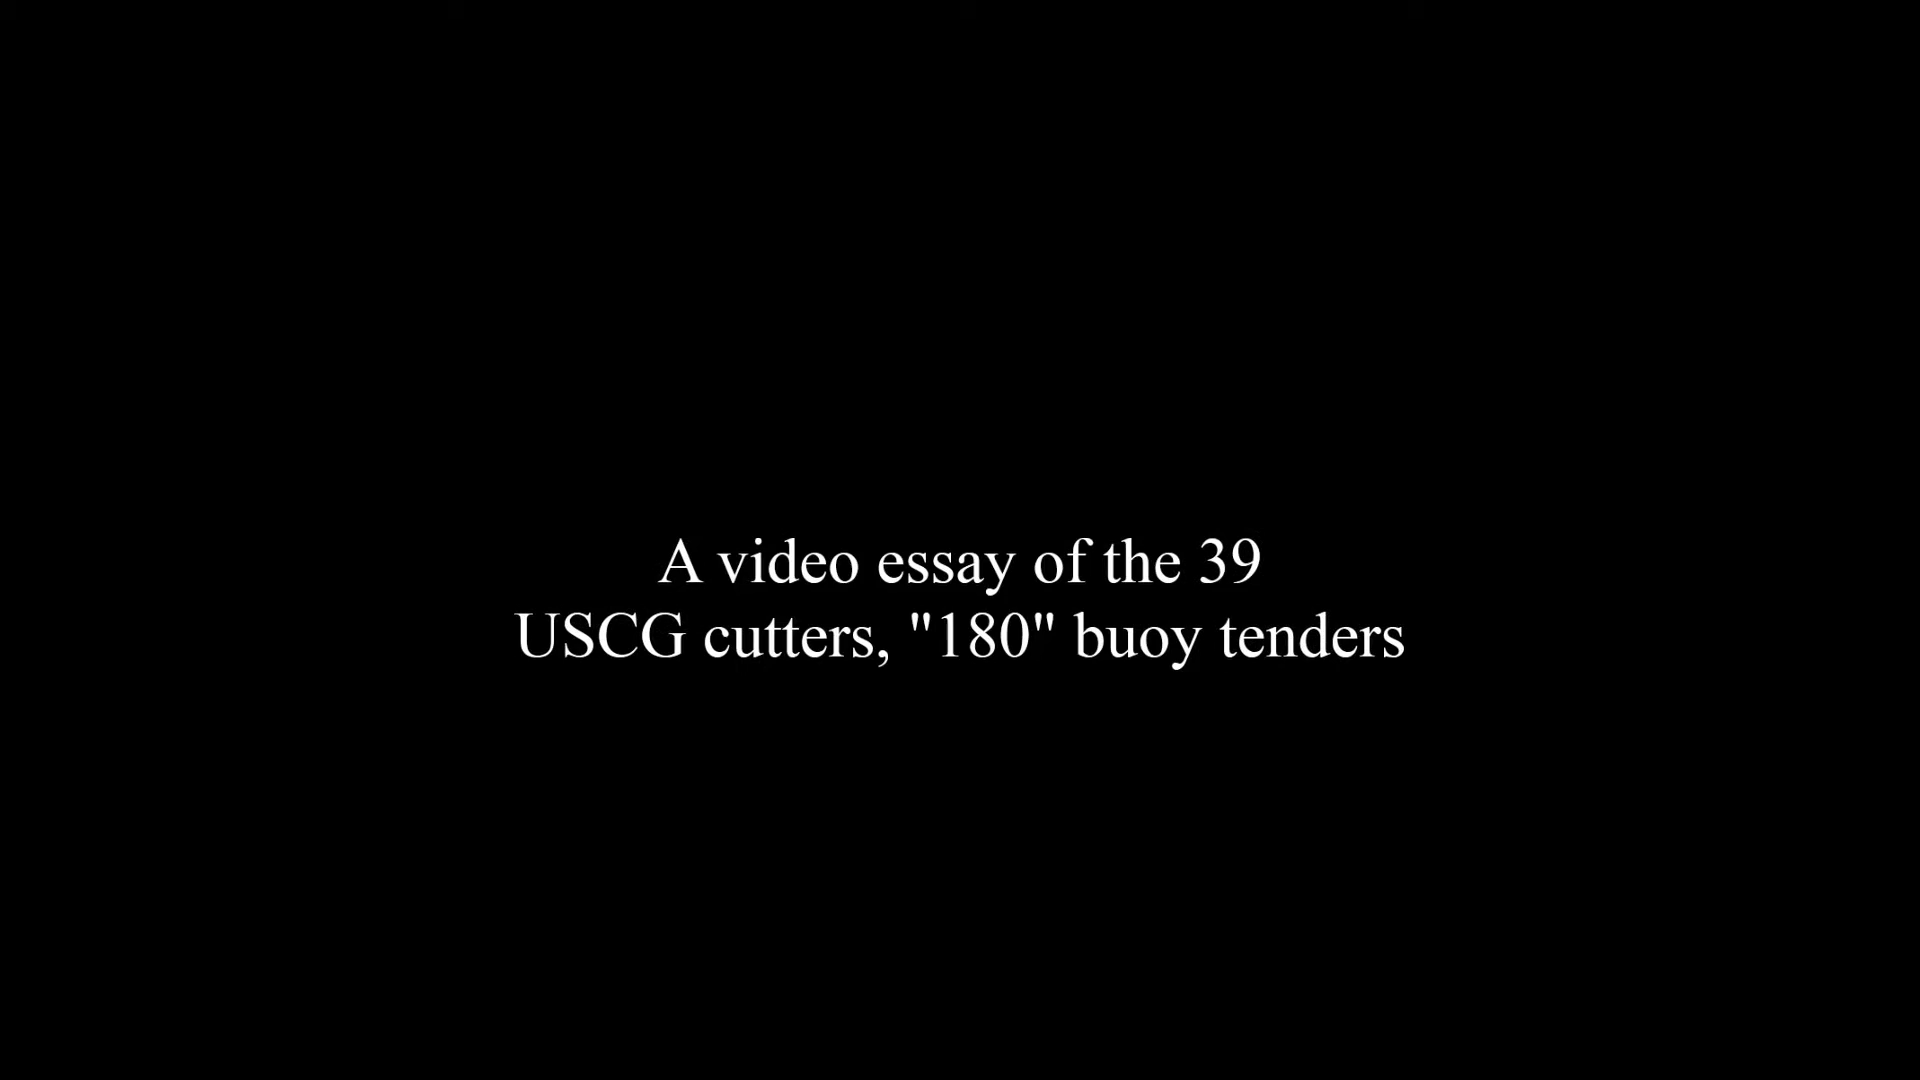 A video essay of the 39
USCG cutters, "180" buoy tenders